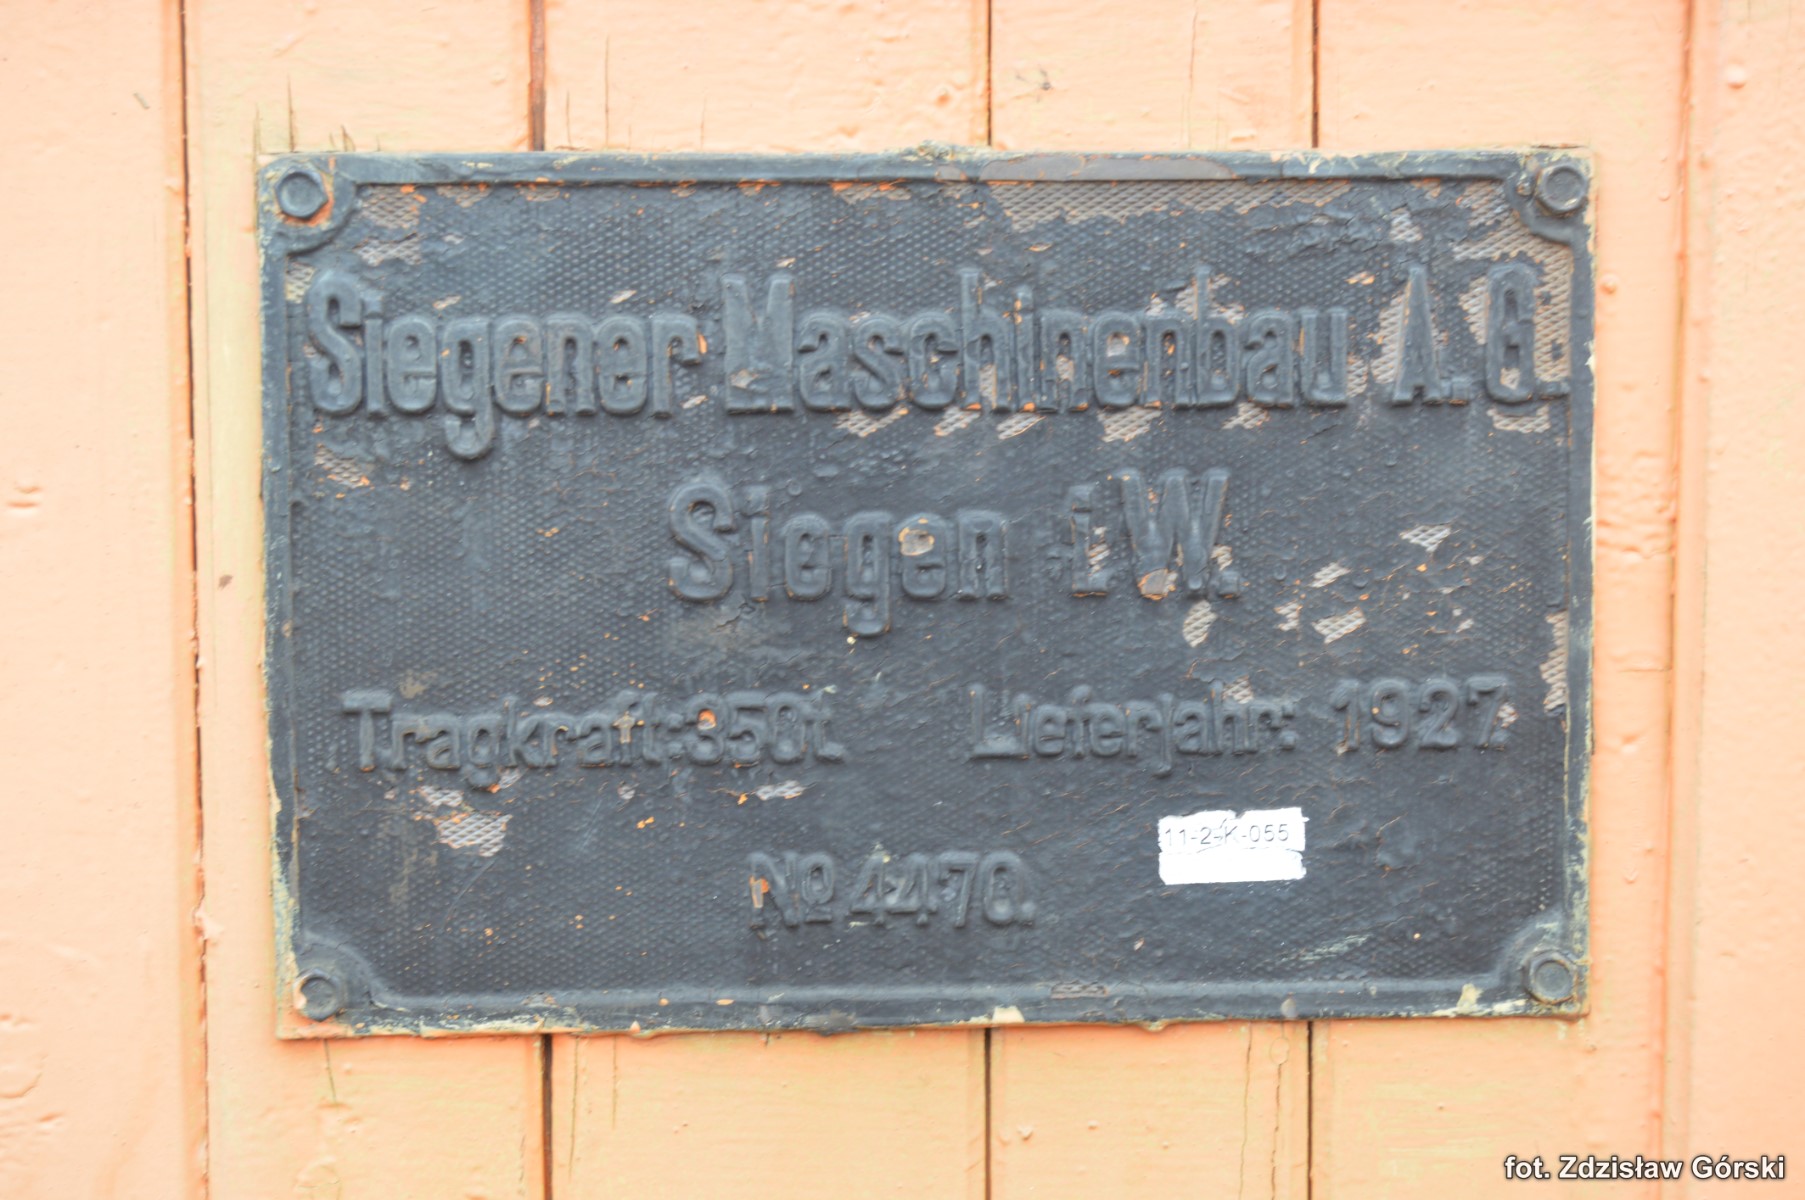 Siegener Maschinenbau A.G.
Siegen i.W.
Tragkraft: 350t. Lieferjahr: 1927.
No 4470.
11-2-K-055
fot. Zdzisław Górski